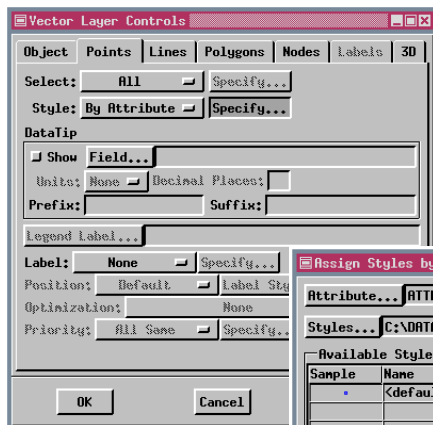 Vector Layer Controls
Object Points Lines Polygons Nodes Labels 3D
Select: All Specify...
Style: By Attribute Specify...
DataTip
Show Field...
Units: None Decimal Places:
Prefix: Suffix:
Legend Label...
Label: None Specify...
Position: Default Label Sty
Optimization: None
Priority: All Same Specify..
OK Cancel
Assign Styles by
Attribute... ATT
Styles... C:\DATA
Available Style
Sample Name
<defau